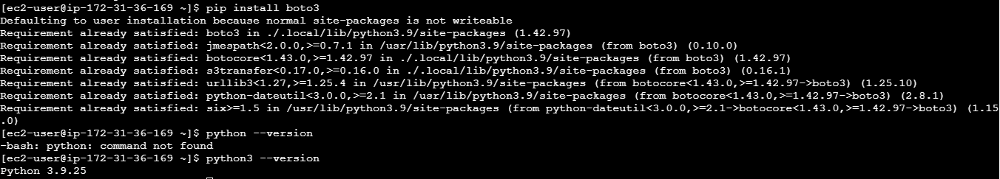 [ec2-user@ip-172-31-36-169 ~]$ pip install boto3
Defaulting to user installation because normal site-packages is not writeable
Requirement already satisfied: boto3 in ./.local/lib/python3.9/site-packages (1.42.97)
Requirement already satisfied: jmespath<2.0.0,>=0.7.1 in /usr/lib/python3.9/site-packages (from boto3) (0.10.0)
Requirement already satisfied: botocore<1.43.0,>=1.42.97 in ./.local/lib/python3.9/site-packages (from boto3) (1.42.97)
Requirement already satisfied: s3transfer<0.17.0,>=0.16.0 in ./.local/lib/python3.9/site-packages (from boto3) (0.16.1)
Requirement already satisfied: urllib3<1.27,>=1.25.4 in /usr/lib/python3.9/site-packages (from botocore<1.43.0,>=1.42.97->boto3) (1.25.10)
Requirement already satisfied: python-dateutil<3.0.0,>=2.1 in /usr/lib/python3.9/site-packages (from botocore<1.43.0,>=1.42.97->boto3) (2.8.1)
Requirement already satisfied: six>=1.5 in /usr/lib/python3.9/site-packages (from python-dateutil<3.0.0,>=2.1->botocore<1.43.0,>=1.42.97->boto3) (1.15
.0)
[ec2-user@ip-172-31-36-169 ~]$ python --version
-bash: python: command not found
[ec2-user@ip-172-31-36-169 ~]$ python3 --version
Python 3.9.25